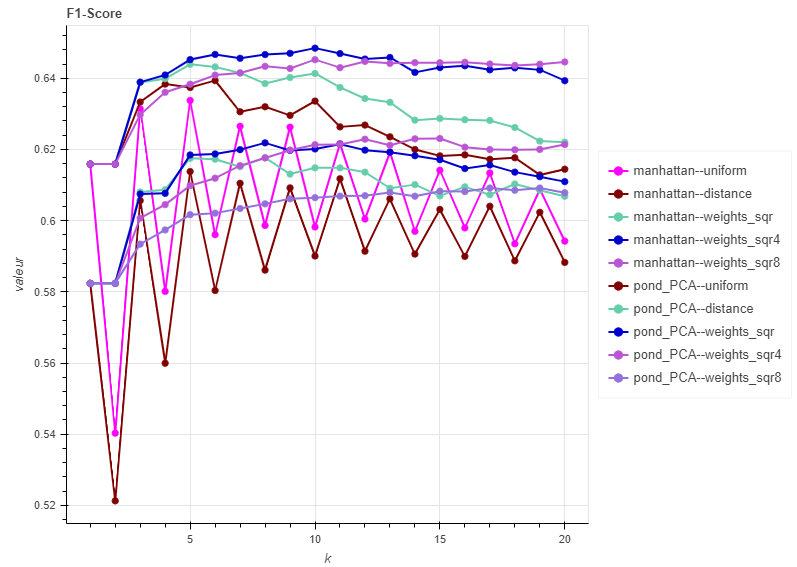 F1-Score
0.64
0.62
0.6
0.58
0.56
0.54
0.52
valeur
5
10
15
20
k
manhattan--uniform
manhattan--distance
manhattan--weights_sqr
manhattan--weights_sqr4
manhattan--weights_sqr8
pond_PCA--uniform
pond_PCA--distance
pond_PCA--weights_sqr
pond_PCA--weights_sqr4
pond_PCA--weights_sqr8